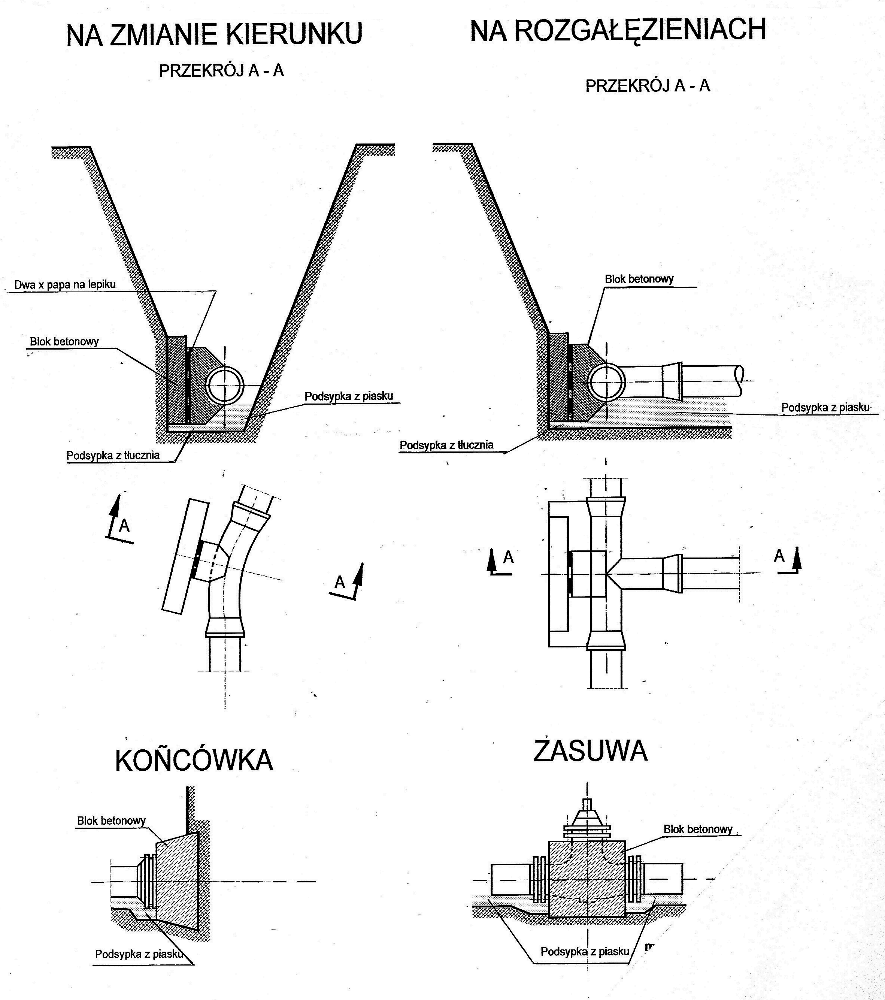 NA ZMIANIE KIERUNKU
PRZEKRÓJ A - A
Dwa x papa na lepiku
Blok betonowy
Podsypka z piasku
Podsypka z tłucznia
A
A
NA ROZGAŁĘZIENIACH
PRZEKRÓJ A - A
Blok betonowy
Podsypka z piasku
Podsypka z tłucznia
A
A
KOÑCÓWKA
Blok betonowy
Podsypka z piasku
ZASUWA
Blok betonowy
Podsypka z piasku